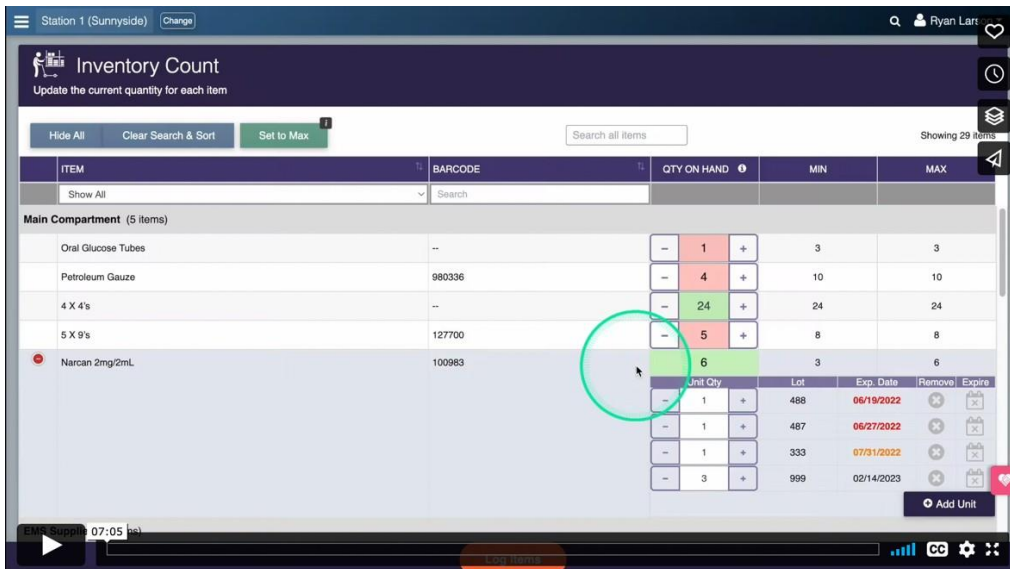 Station 1 (Sunnyside) Change Ryan Larson
Inventory Count
Update the current quantity for each item
Hide All Clear Search & Sort Set to Max i Search all items Showing 29 items
ITEM BARCODE QTY ON HAND MIN MAX
Show All Search
Main Compartment (5 items)
Oral Glucose Tubes -- − 1 + 3 3
Petroleum Gauze 980336 − 4 + 10 10
4 X 4's -- − 24 + 24 24
5 X 9's 127700 − 5 + 8 8
Narcan 2mg/2mL 100983 6 3 6
Unit Qty Lot Exp. Date Remove Expire
− 1 + 488 06/19/2022
− 1 + 487 06/27/2022
− 1 + 333 07/31/2022
− 3 + 999 02/14/2023
Add Unit
EMS
07:05
CC
Log Items